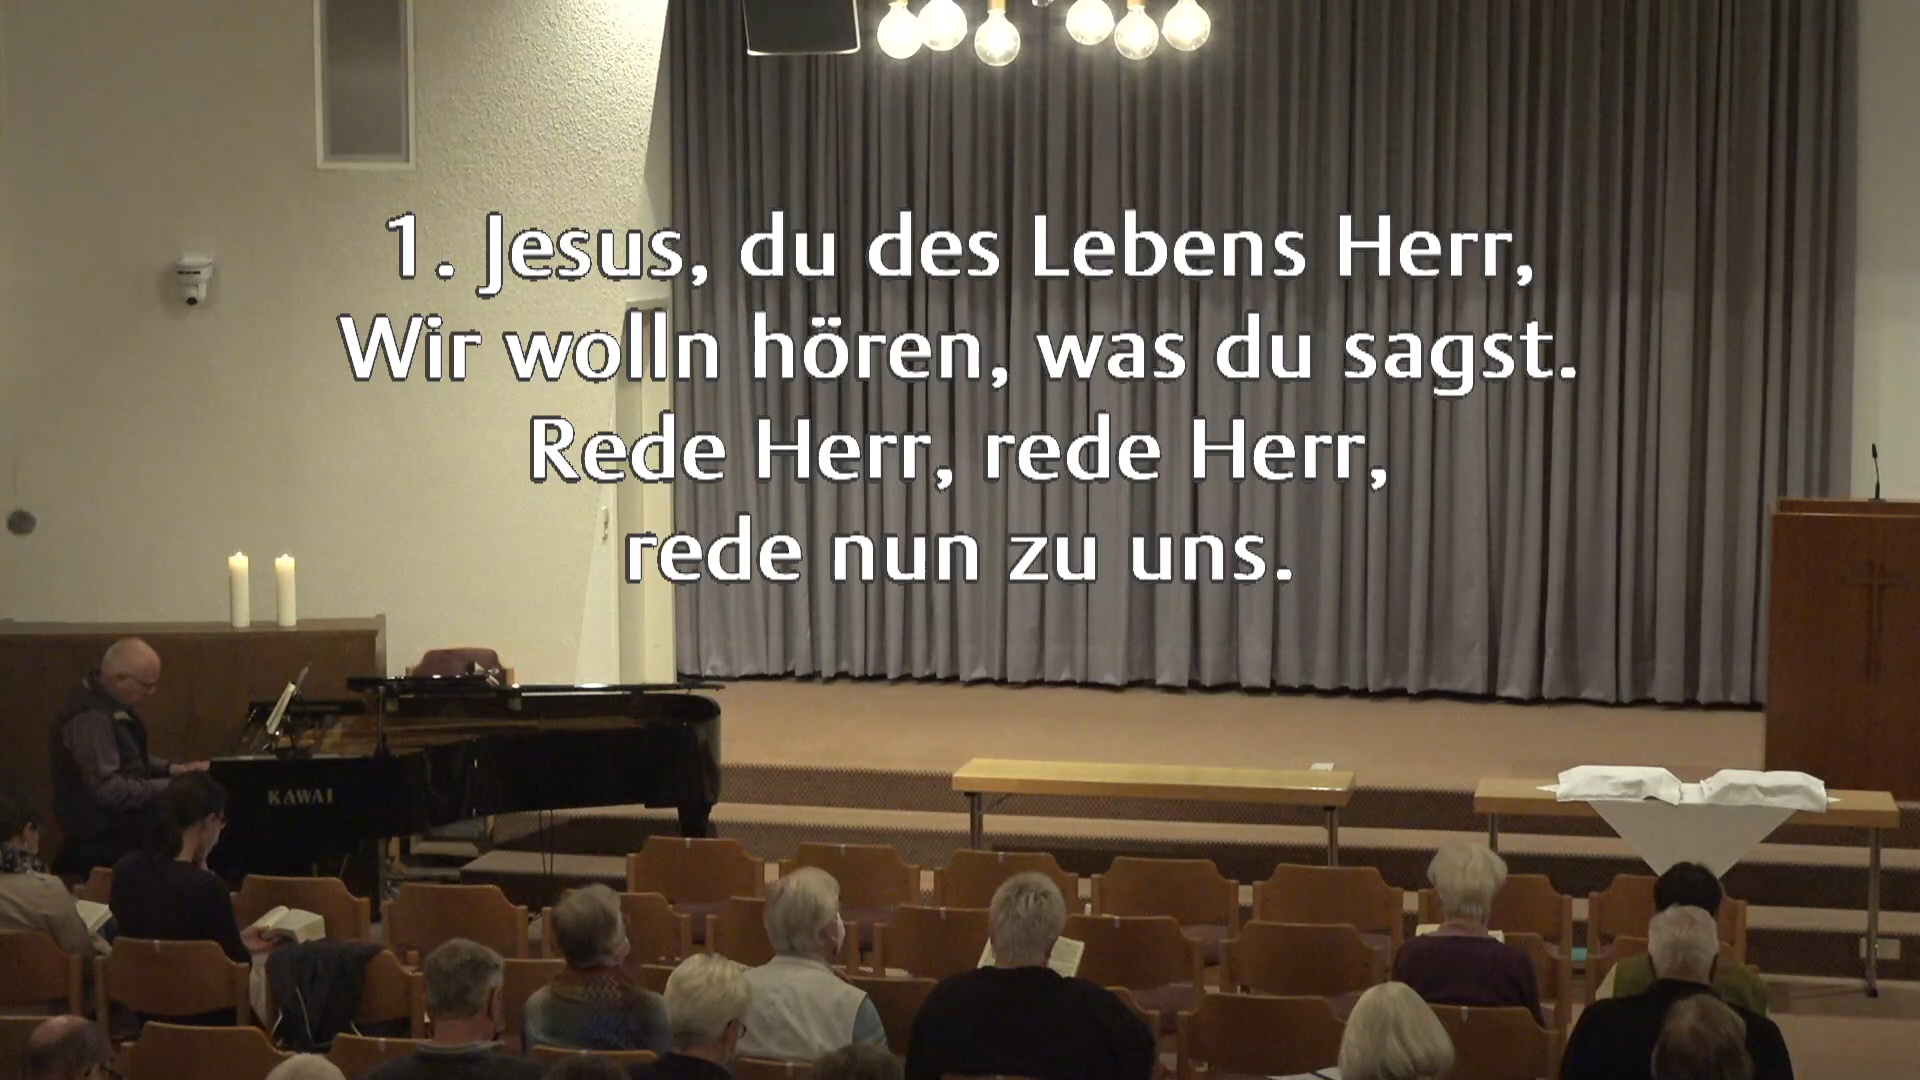 1. Jesus, du des Lebens Herr,
Wir wolln hören, was du sagst.
Rede Herr, rede Herr,
rede nun zu uns.
KAWAI